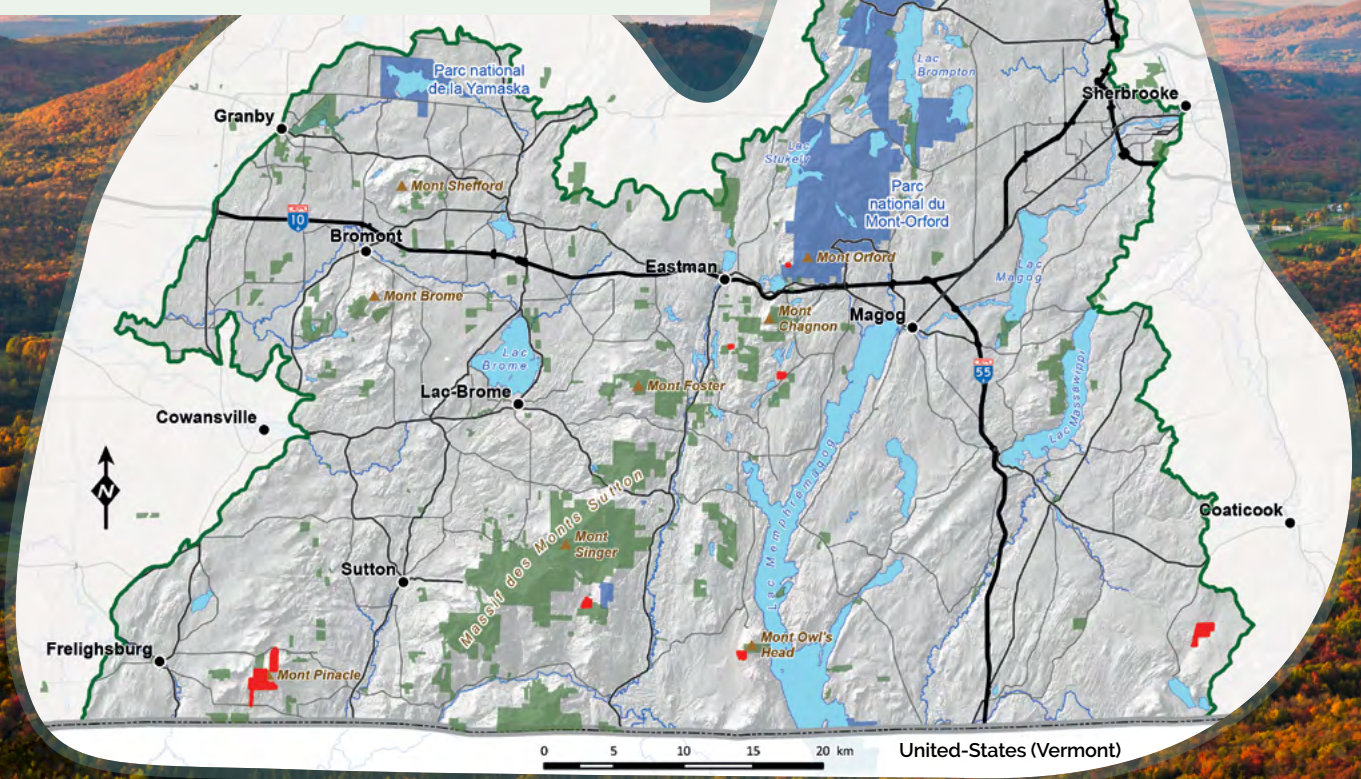 Lac
Brompton
Parc national
de la Yamaska
Sherbrooke
Granby
Lac
Stukely
Mont Shefford
Parc
national du
Mont-Orford
10
Bromont
Mont Orford
Eastman
Lac
Magog
Mont Brome
Mont
Chagnon
Magog
Lac
Brome
55
Mont Foster
Lac-Brome
Lac Massawippi
Cowansville
Lac Memphremagog
N
Massif des Monts Sutton
Coaticook
Mont
Singer
Sutton
Mont Owl's
Head
Frelighsburg
Mont Pinacle
0 5 10 15 20 km
United-States (Vermont)